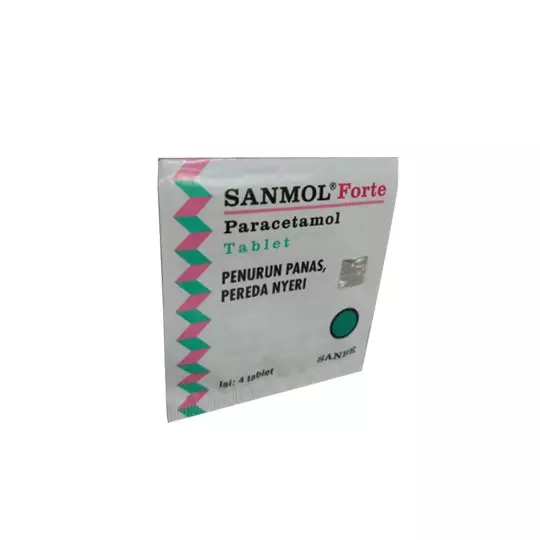 SANMOL® Forte
Paracetamol
Tablet
PENURUN PANAS,
PEREDA NYERI
SANBE
Isi: 4 tablet